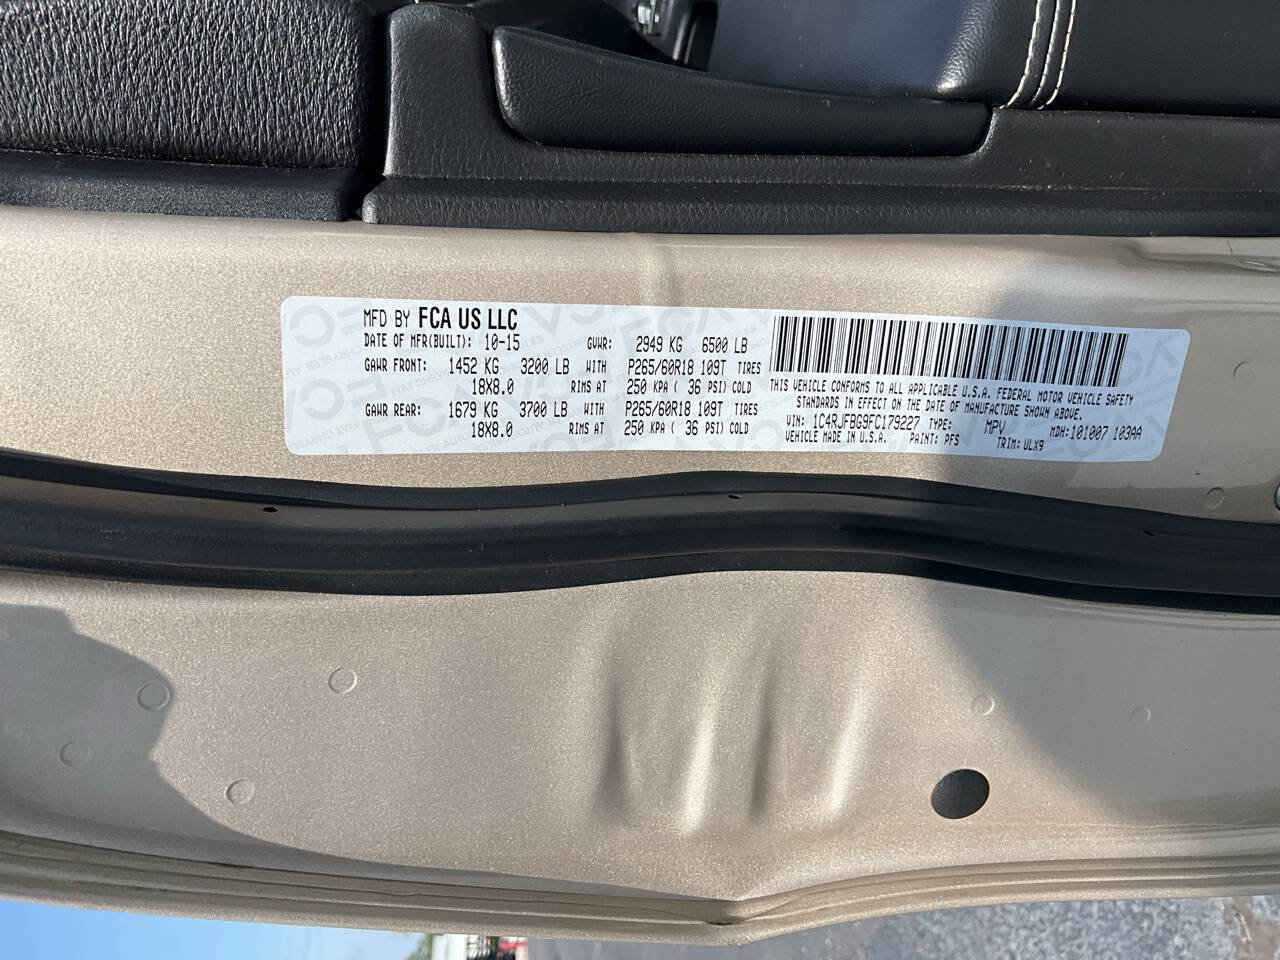 MFD BY FCA US LLC
DATE OF MFR(BUILT): 10-15 GVWR: 2949 KG 6500 LB
GAWR FRONT: 1452 KG 3200 LB WITH P265/60R18 109T TIRES
18X8.0 RIMS AT 250 KPA ( 36 PSI) COLD
GAWR REAR: 1679 KG 3700 LB WITH P265/60R18 109T TIRES
18X8.0 RIMS AT 250 KPA ( 36 PSI) COLD
THIS VEHICLE CONFORMS TO ALL APPLICABLE U.S.A. FEDERAL MOTOR VEHICLE SAFETY
STANDARDS IN EFFECT ON THE DATE OF MANUFACTURE SHOWN ABOVE.
VIN: 1C4RJFBG9FC179227 TYPE: MPV MDH:101007 103AA
VEHICLE MADE IN U.S.A. PAINT: PFS TRIM: ULX9